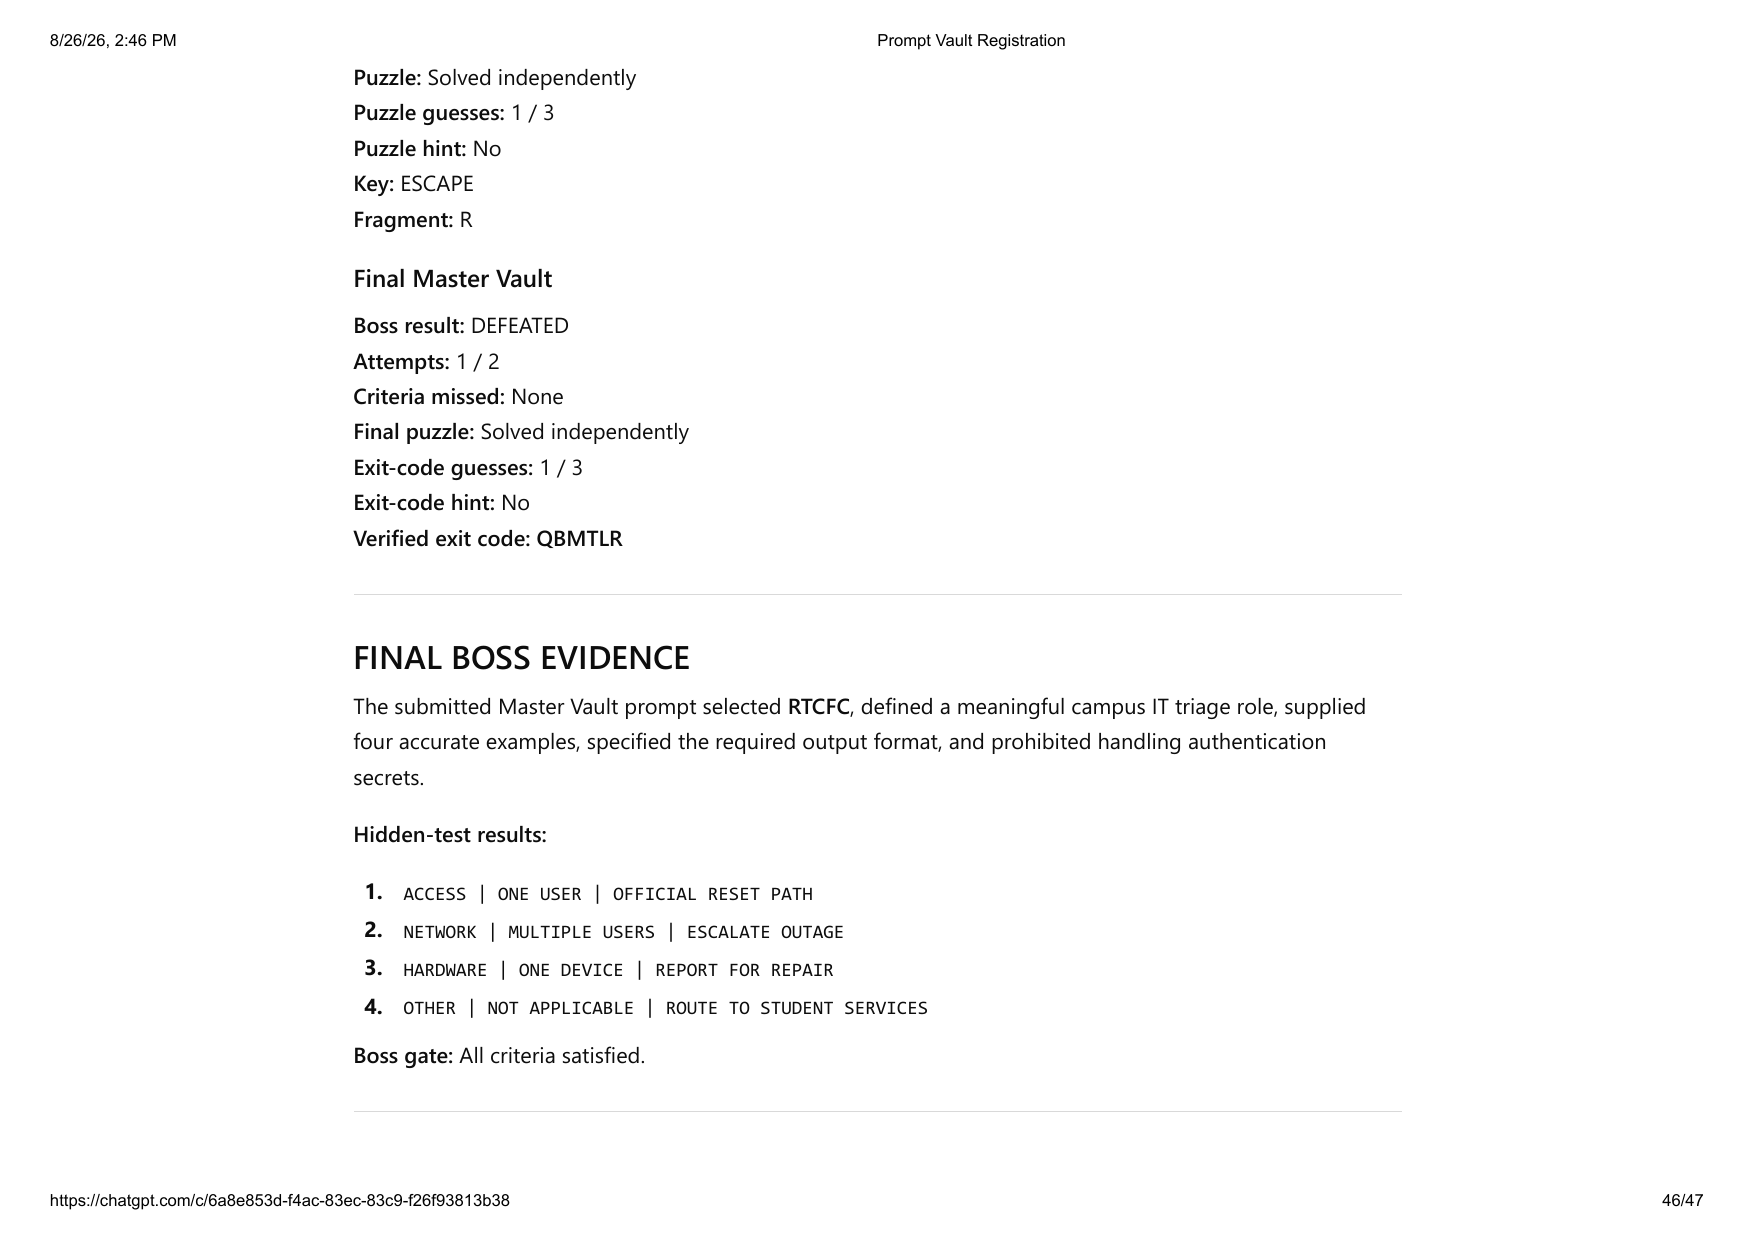 8/26/26, 2:46 PM
Prompt Vault Registration
Puzzle: Solved independently
Puzzle guesses: 1 / 3
Puzzle hint: No
Key: ESCAPE
Fragment: R
Final Master Vault
Boss result: DEFEATED
Attempts: 1 / 2
Criteria missed: None
Final puzzle: Solved independently
Exit-code guesses: 1 / 3
Exit-code hint: No
Verified exit code: QBMTLR
FINAL BOSS EVIDENCE
The submitted Master Vault prompt selected RTCFC, defined a meaningful campus IT triage role, supplied
four accurate examples, specified the required output format, and prohibited handling authentication
secrets.
Hidden-test results:
1. ACCESS | ONE USER | OFFICIAL RESET PATH
2. NETWORK | MULTIPLE USERS | ESCALATE OUTAGE
3. HARDWARE | ONE DEVICE | REPORT FOR REPAIR
4. OTHER | NOT APPLICABLE | ROUTE TO STUDENT SERVICES
Boss gate: All criteria satisfied.
https://chatgpt.com/c/6a8e853d-f4ac-83ec-83c9-f26f93813b38
46/47